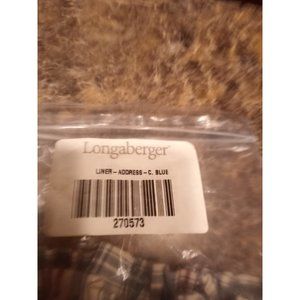 Longaberger®
LINER-ADDRESS-C. BLUE
270573